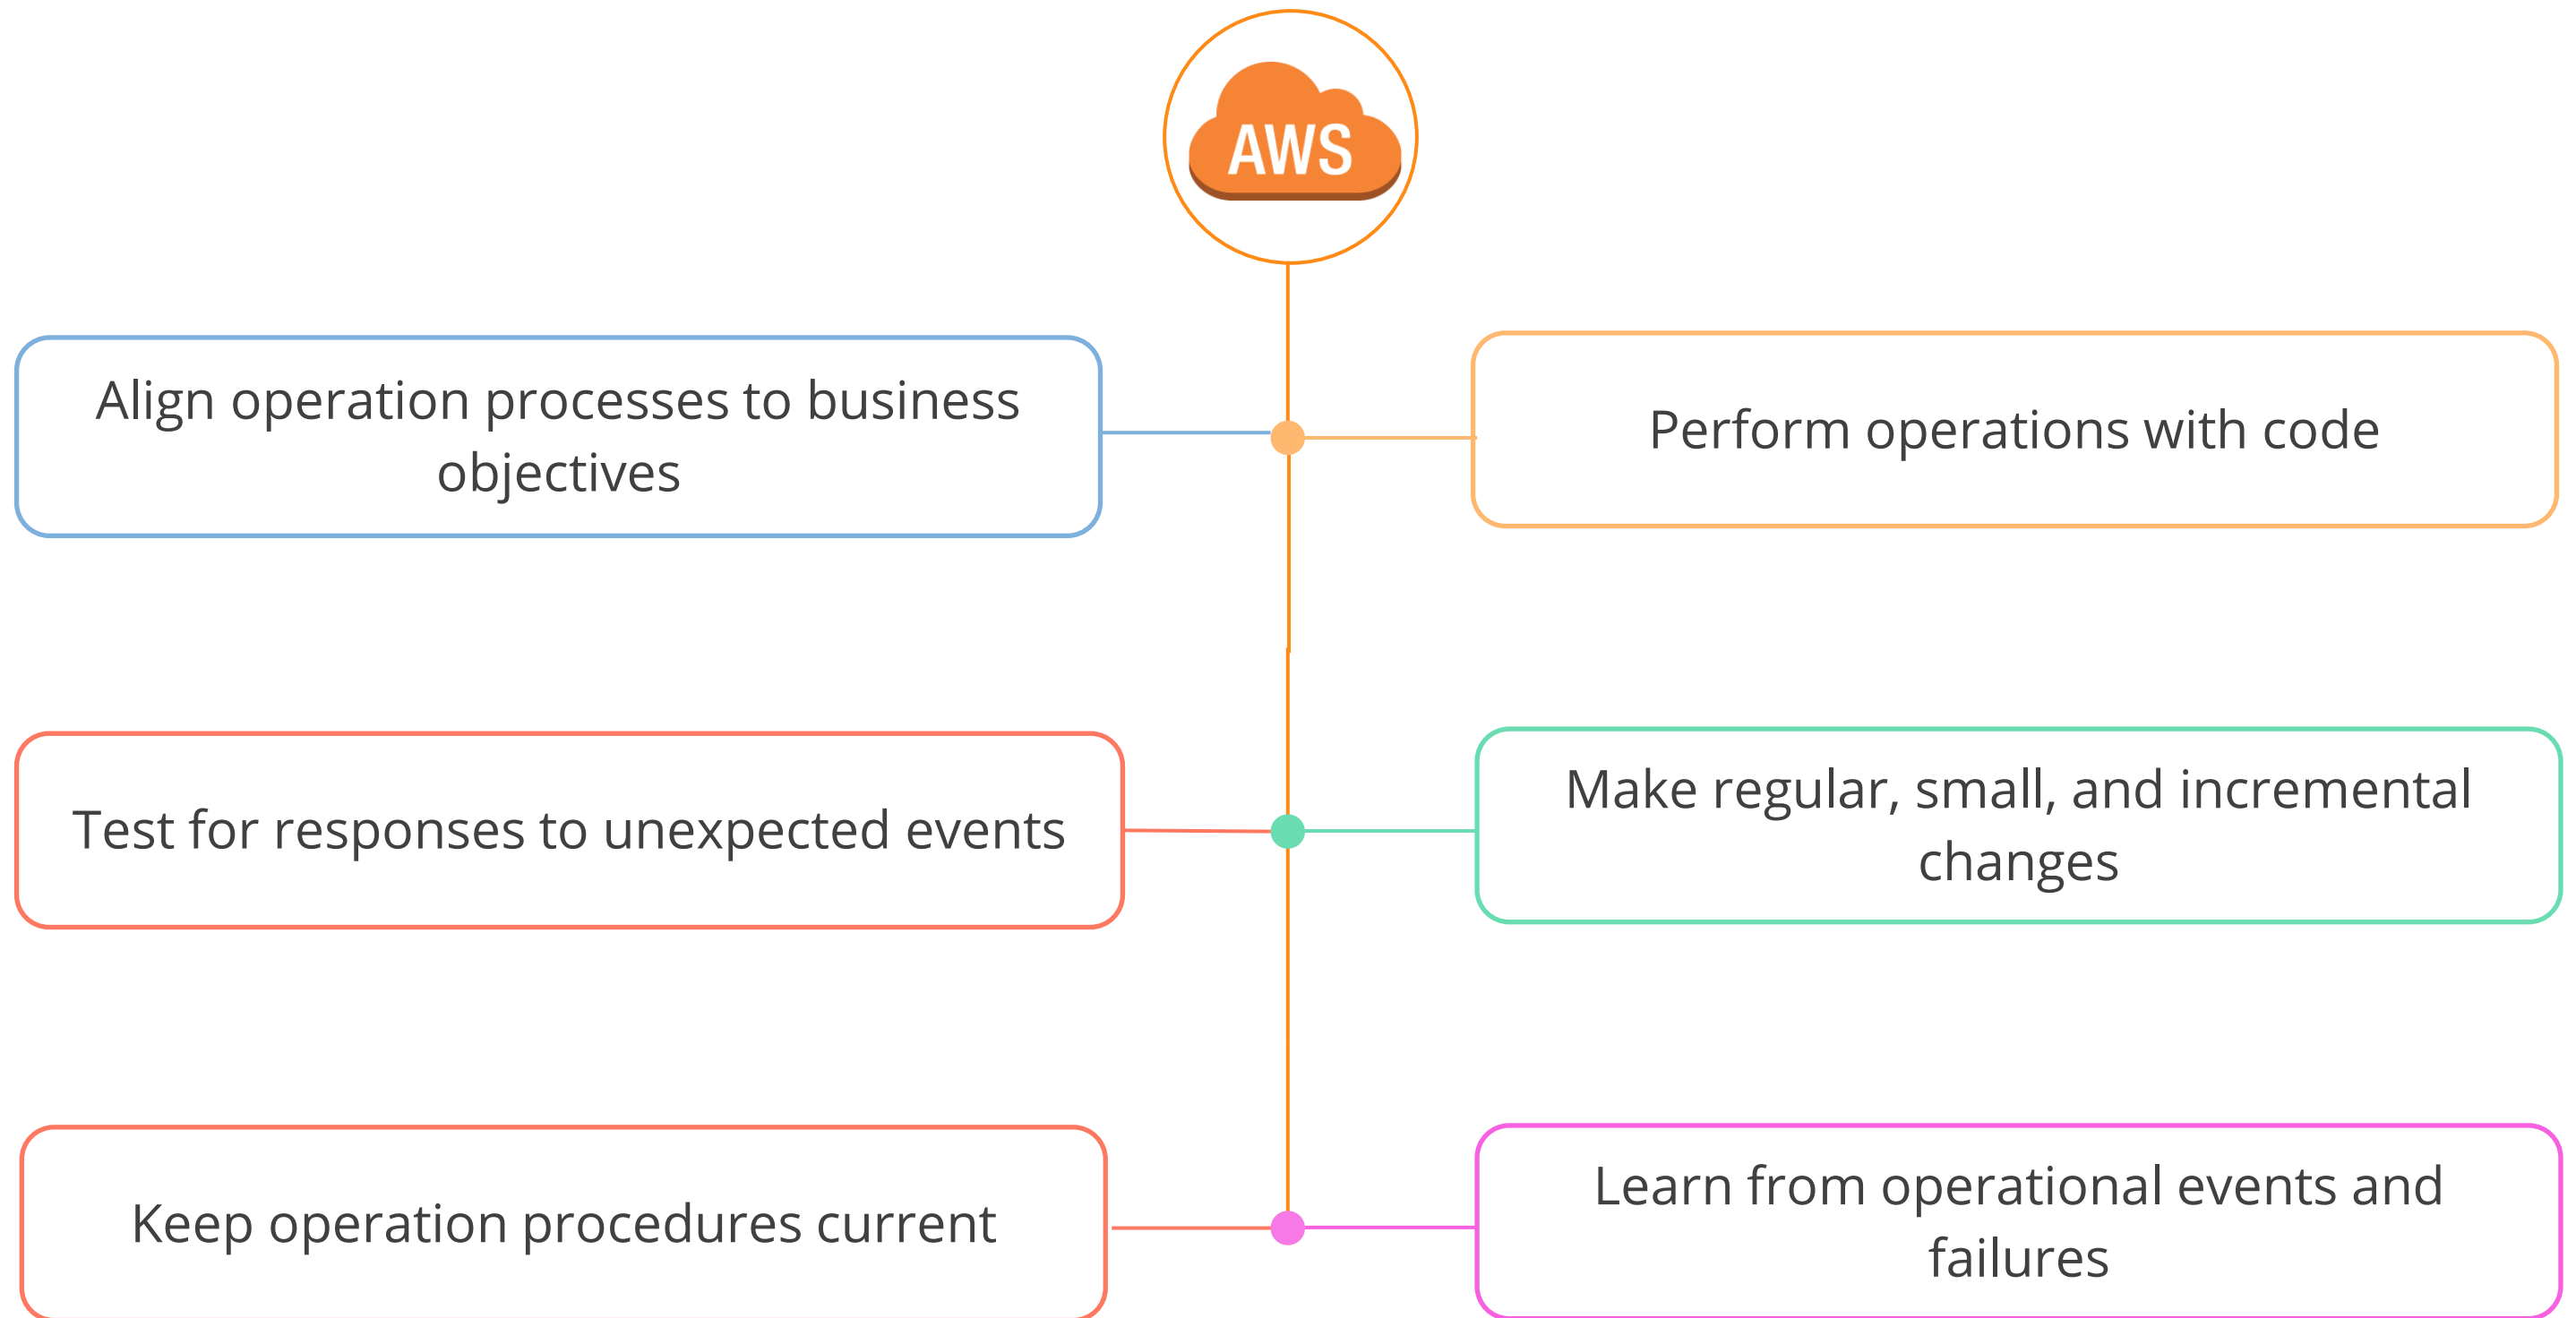 AWS
Align operation processes to business
objectives
Perform operations with code
Test for responses to unexpected events
Make regular, small, and incremental
changes
Keep operation procedures current
Learn from operational events and
failures